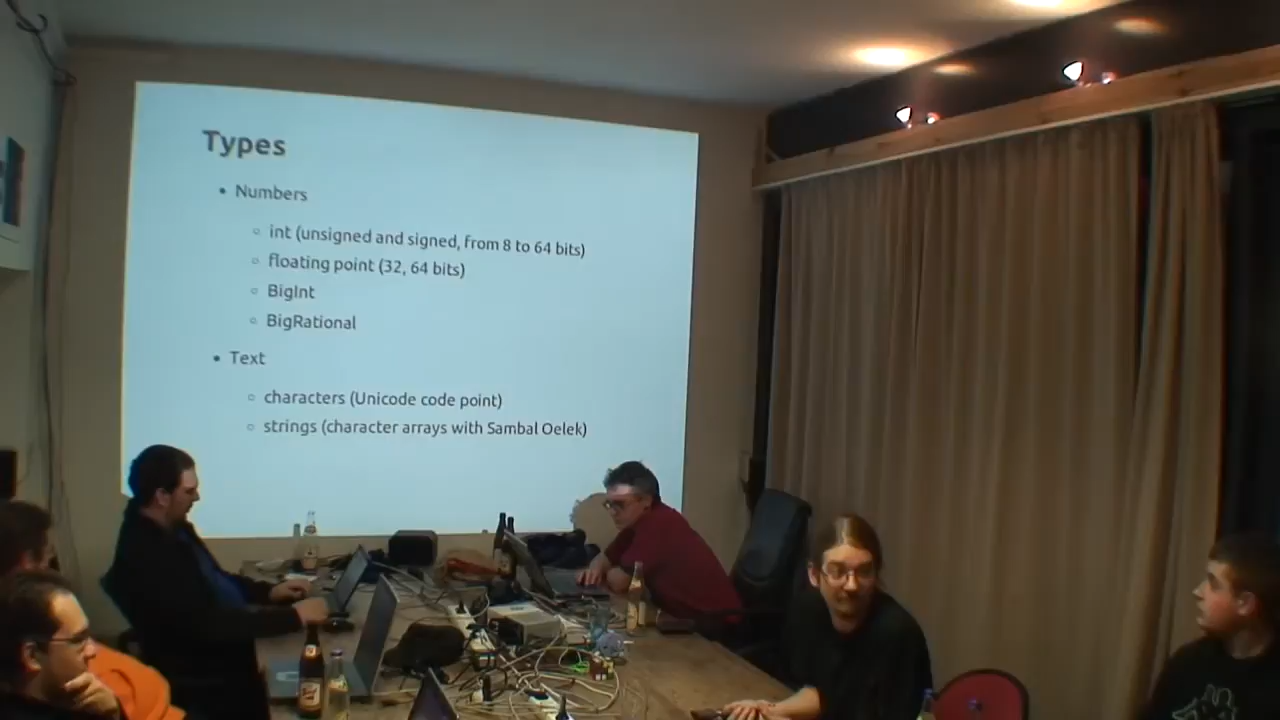 Types
• Numbers
◦ int (unsigned and signed, from 8 to 64 bits)
◦ floating point (32, 64 bits)
◦ BigInt
◦ BigRational
• Text
◦ characters (Unicode code point)
◦ strings (character arrays with Sambal Oelek)